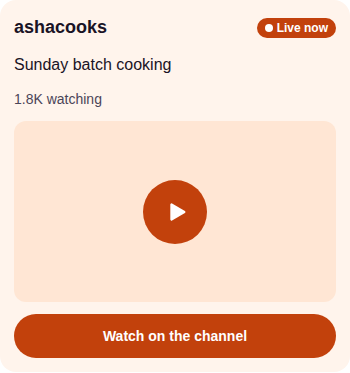 ashacooks
Live now
Sunday batch cooking
1.8K watching
Watch on the channel